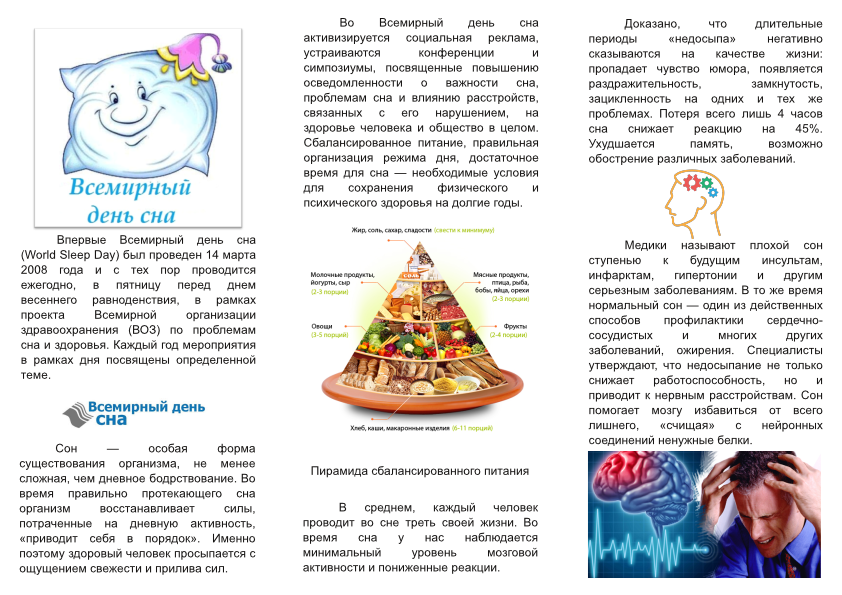 Всемирный
день сна
Впервые Всемирный день сна
(World Sleep Day) был проведен 14 марта
2008 года и с тех пор проводится
ежегодно, в пятницу перед днем
весеннего равноденствия, в рамках
проекта Всемирной организации
здравоохранения (ВОЗ) по проблемам
сна и здоровья. Каждый год мероприятия
в рамках дня посвящены определенной
теме.
Всемирный день
сна
Сон — особая форма
существования организма, не менее
сложная, чем дневное бодрствование. Во
время правильно протекающего сна
организм восстанавливает силы,
потраченные на дневную активность,
«приводит себя в порядок». Именно
поэтому здоровый человек просыпается с
ощущением свежести и прилива сил.
Во Всемирный день сна
активизируется социальная реклама,
устраиваются конференции и
симпозиумы, посвященные повышению
осведомленности о важности сна,
проблемам сна и влиянию расстройств,
связанных с его нарушением, на
здоровье человека и общество в целом.
Сбалансированное питание, правильная
организация режима дня, достаточное
время для сна — необходимые условия
для сохранения физического и
психического здоровья на долгие годы.
Жир, соль, сахар, сладости (свести к минимуму)
Молочные продукты,
йогурты, сыр
(2-3 порции)
Мясные продукты,
птица, рыба,
бобы, яйца, орехи
(2-3 порции)
Овощи
(3-5 порций)
Фрукты
(2-4 порции)
Хлеб, каши, макаронные изделия (6-11 порций)
Пирамида сбалансированного питания
В среднем, каждый человек
проводит во сне треть своей жизни. Во
время сна у нас наблюдается
минимальный уровень мозговой
активности и пониженные реакции.
Доказано, что длительные
периоды «недосыпа» негативно
сказываются на качестве жизни:
пропадает чувство юмора, появляется
раздражительность, замкнутость,
зацикленность на одних и тех же
проблемах. Потеря всего лишь 4 часов
сна снижает реакцию на 45%.
Ухудшается память, возможно
обострение различных заболеваний.
Медики называют плохой сон
ступенью к будущим инсультам,
инфарктам, гипертонии и другим
серьезным заболеваниям. В то же время
нормальный сон — один из действенных
способов профилактики сердечно-
сосудистых и многих других
заболеваний, ожирения. Специалисты
утверждают, что недосыпание не только
снижает работоспособность, но и
приводит к нервным расстройствам. Сон
помогает мозгу избавиться от всего
лишнего, «счищая» с нейронных
соединений ненужные белки.